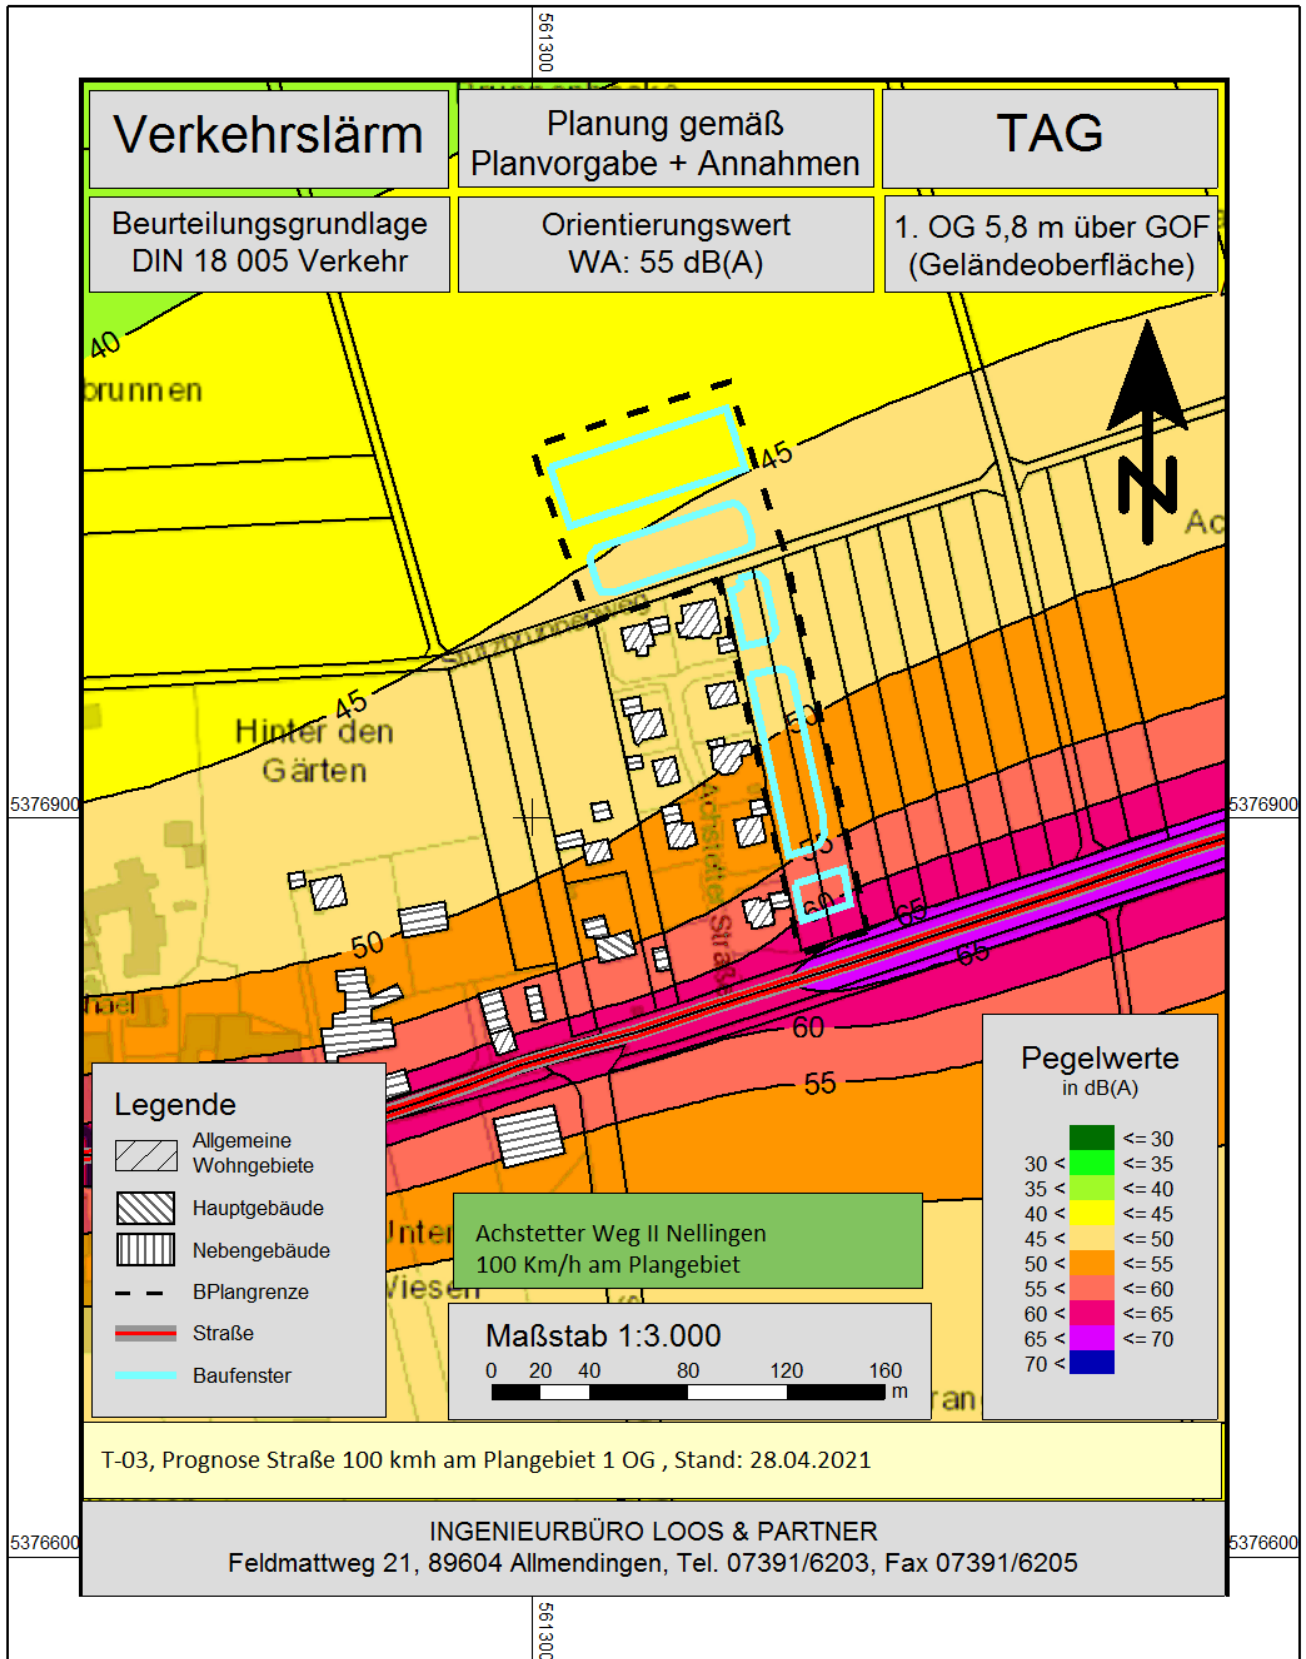 561300
Verkehrslärm
Planung gemäß
Planvorgabe + Annahmen
TAG
Beurteilungsgrundlage
DIN 18 005 Verkehr
Orientierungswert
WA: 55 dB(A)
1. OG 5,8 m über GOF
(Geländeoberfläche)
40
brunnen
45
N
Ac
Stützbrunnenweg
45
Hinter den
Gärten
50
5376900
5376900
Achstetter Straße
55
60
65
50
65
60
55
Legende
Allgemeine
Wohngebiete
Hauptgebäude
Nebengebäude
BPlangrenze
Straße
Baufenster
Unter
Wiesen
Achstetter Weg II Nellingen
100 Km/h am Plangebiet
Maßstab 1:3.000
0 20 40 80 120 160
m
Pegelwerte
in dB(A)
<= 30
30 < <= 35
35 < <= 40
40 < <= 45
45 < <= 50
50 < <= 55
55 < <= 60
60 < <= 65
65 < <= 70
70 <
T-03, Prognose Straße 100 kmh am Plangebiet 1 OG , Stand: 28.04.2021
INGENIEURBÜRO LOOS & PARTNER
Feldmattweg 21, 89604 Allmendingen, Tel. 07391/6203, Fax 07391/6205
5376600
5376600
561300